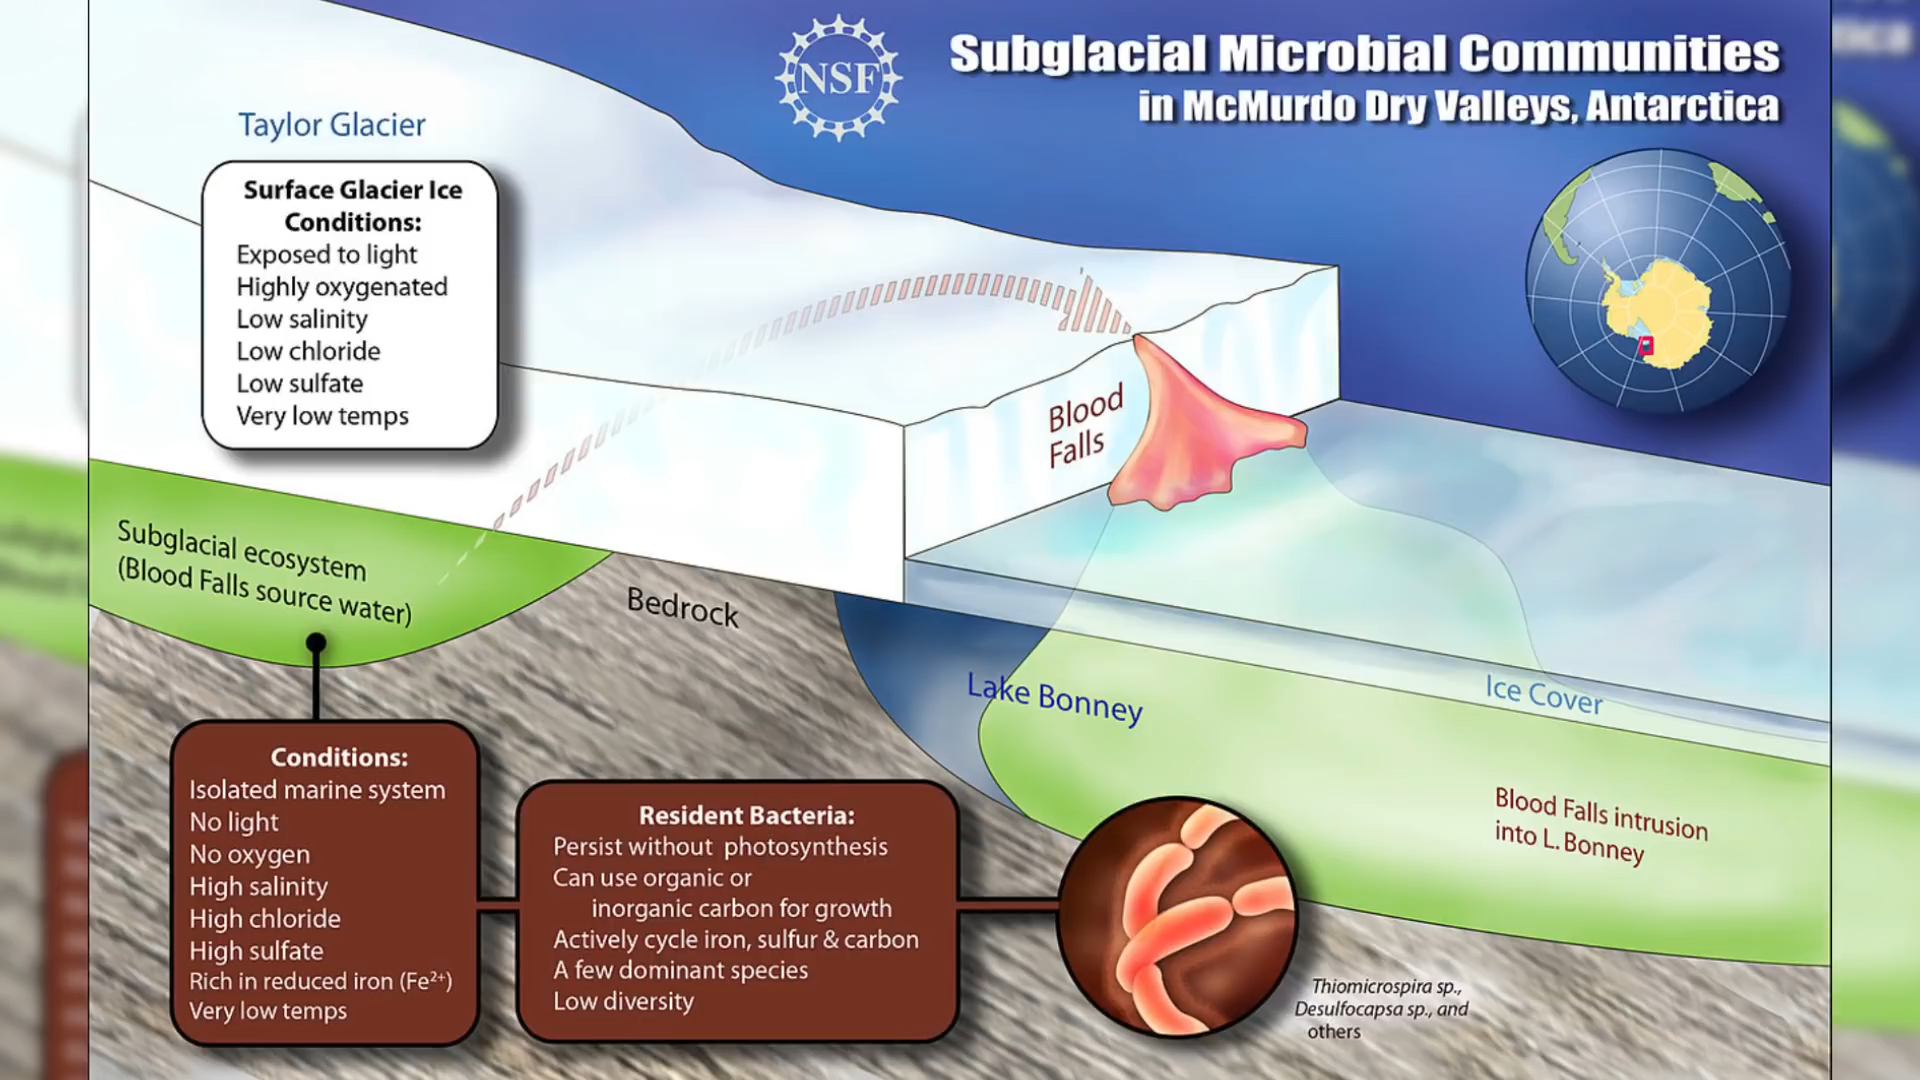 NSF
Subglacial Microbial Communities
in McMurdo Dry Valleys, Antarctica
Taylor Glacier
Surface Glacier Ice
Conditions:
Exposed to light
Highly oxygenated
Low salinity
Low chloride
Low sulfate
Very low temps
Blood
Falls
Subglacial ecosystem
(Blood Falls source water)
Bedrock
Lake Bonney
Ice Cover
Blood Falls intrusion
into L. Bonney
Conditions:
Isolated marine system
No light
No oxygen
High salinity
High chloride
High sulfate
Rich in reduced iron (Fe²⁺)
Very low temps
Resident Bacteria:
Persist without photosynthesis
Can use organic or
inorganic carbon for growth
Actively cycle iron, sulfur & carbon
A few dominant species
Low diversity
Thiomicrospira sp.,
Desulfocapsa sp., and
others